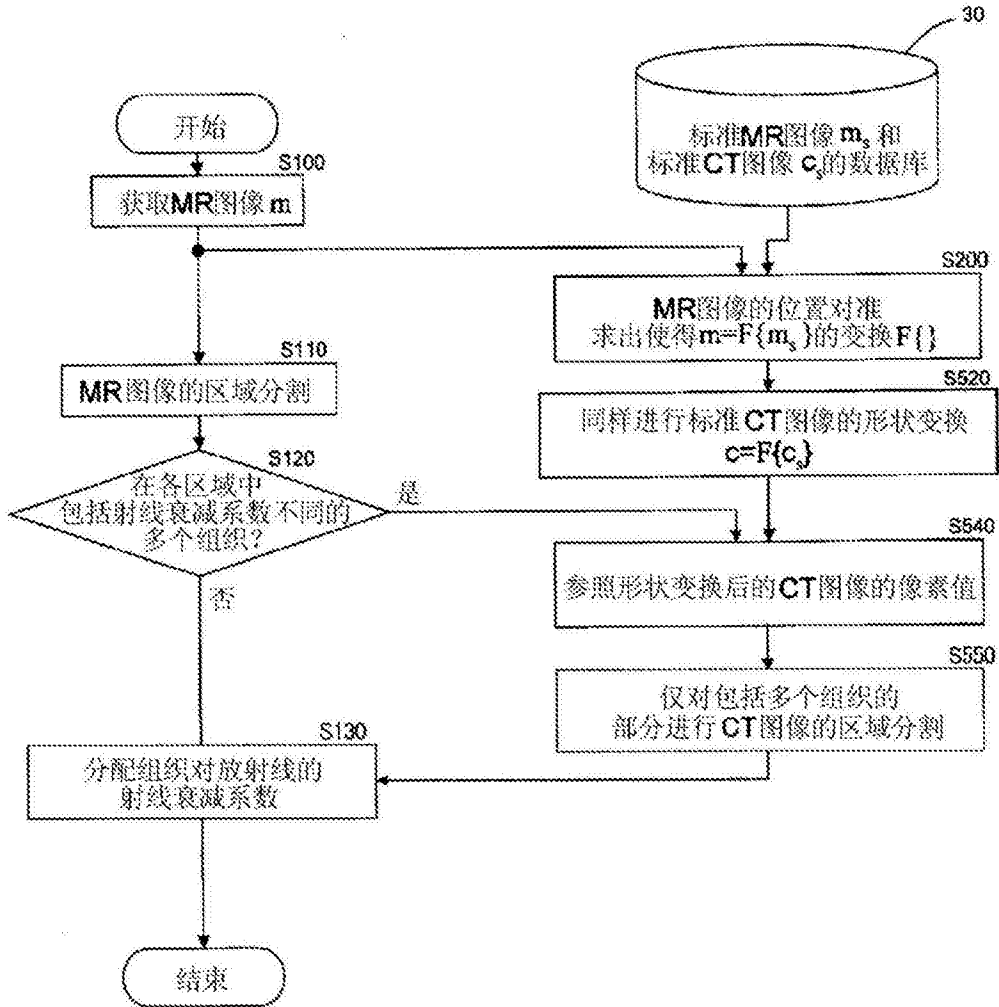 30
开始
标准MR图像 mₛ 和
标准CT图像 cₛ的数据库
S100
获取MR图像 m
S200
MR图像的位置对准
求出使得m=F{mₛ}的变换F{}
S110
MR图像的区域分割
S520
同样进行标准CT图像的形状变换
c=F{cₛ}
S120
在各区域中
包括射线衰减系数不同的
多个组织?
是
否
S540
参照形状变换后的CT图像的像素值
S550
仅对包括多个组织的
部分进行CT图像的区域分割
S130
分配组织对放射线的
射线衰减系数
结束